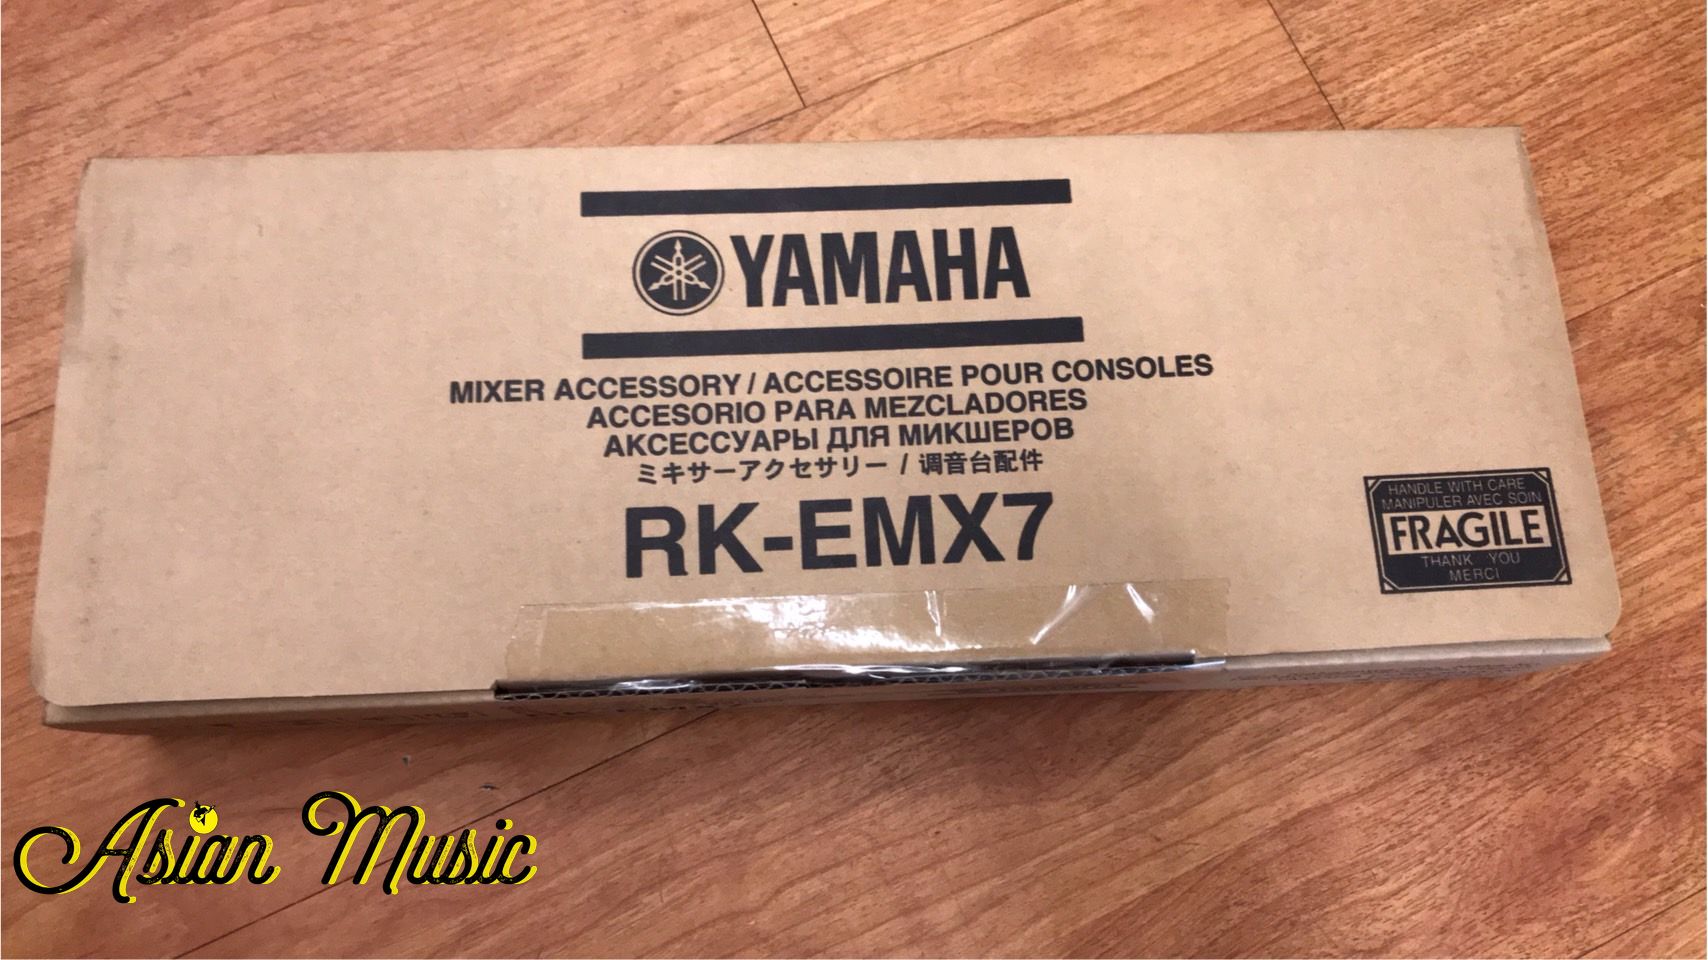 YAMAHA
MIXER ACCESSORY / ACCESSOIRE POUR CONSOLES
ACCESORIO PARA MEZCLADORES
АКСЕССУАРЫ ДЛЯ МИКШЕРОВ
ミキサーアクセサリー / 调音台配件
RK-EMX7
HANDLE WITH CARE
MANIPULER AVEC SOIN
FRAGILE
THANK YOU
MERCI
Asian Music